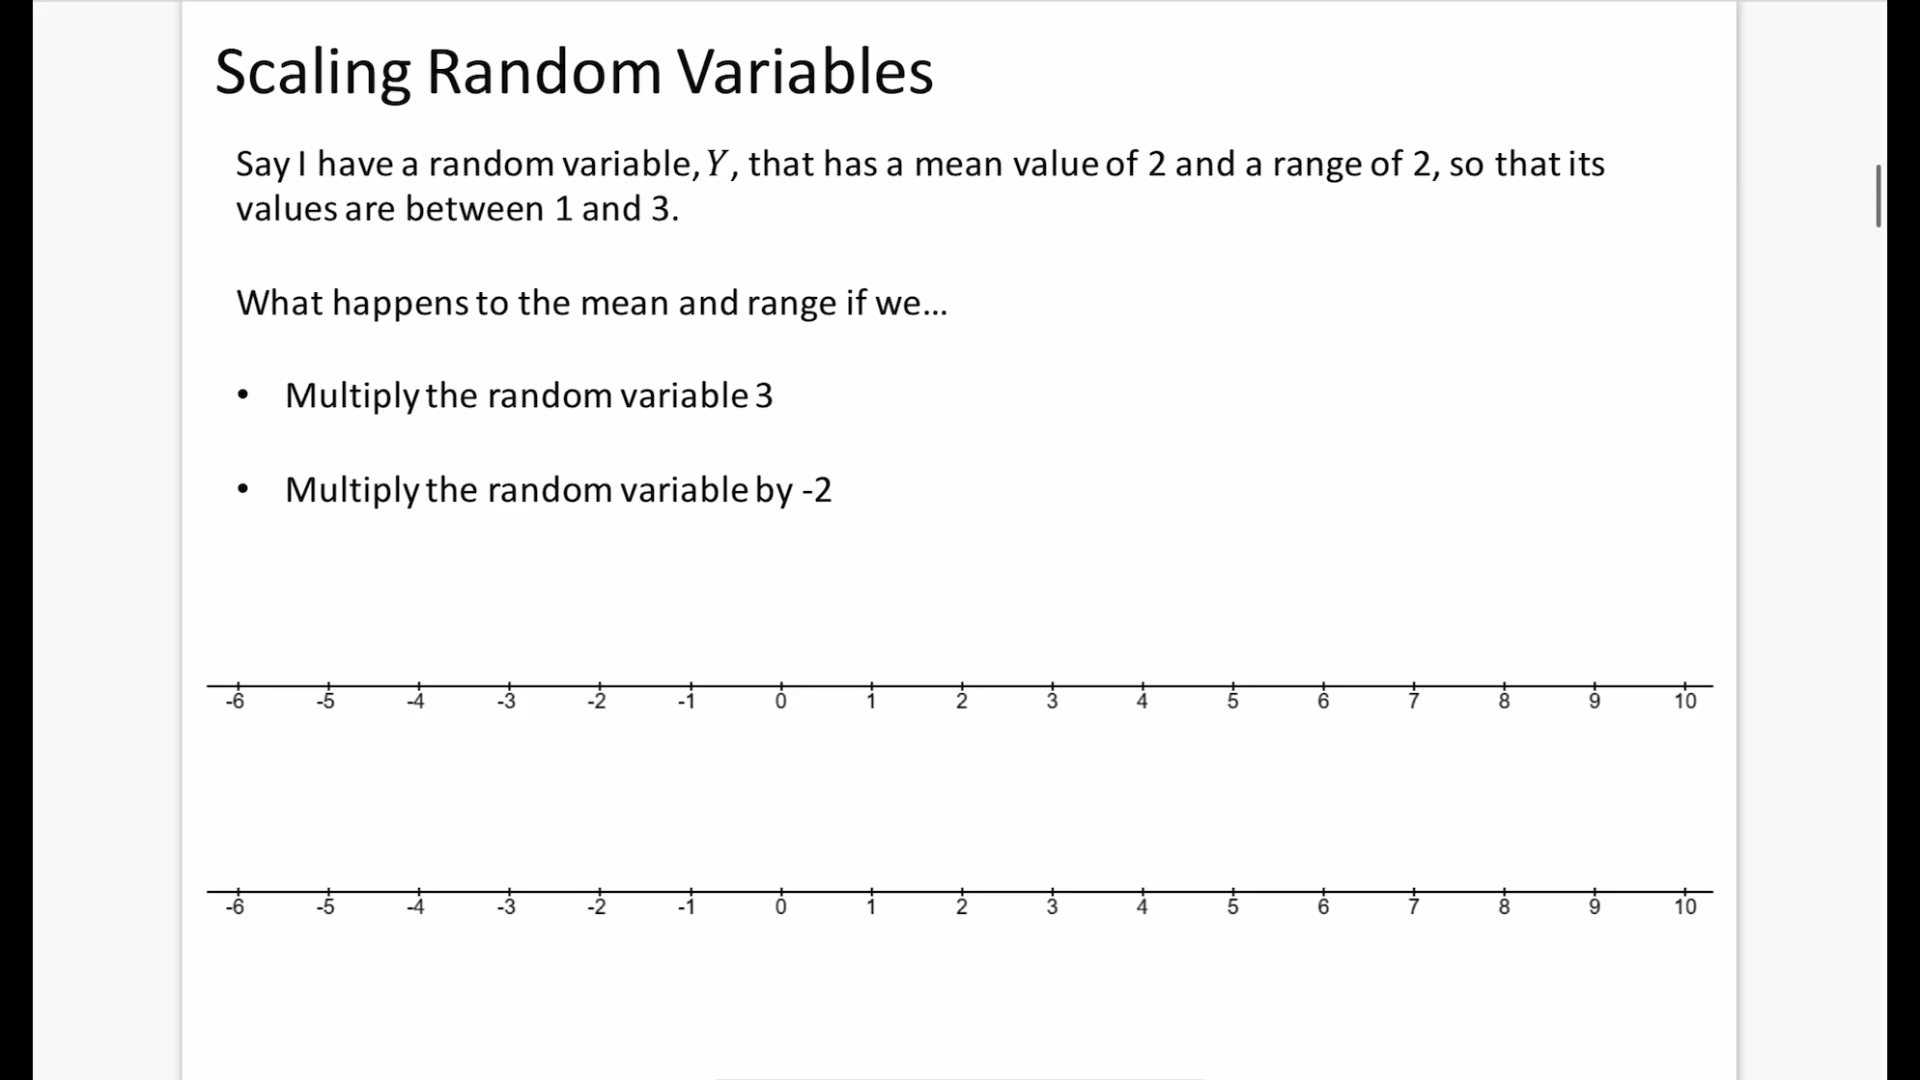 Scaling Random Variables
Say I have a random variable, Y, that has a mean value of 2 and a range of 2, so that its
values are between 1 and 3.
What happens to the mean and range if we...
• Multiply the random variable 3
• Multiply the random variable by -2
-6 -5 -4 -3 -2 -1 0 1 2 3 4 5 6 7 8 9 10
-6 -5 -4 -3 -2 -1 0 1 2 3 4 5 6 7 8 9 10